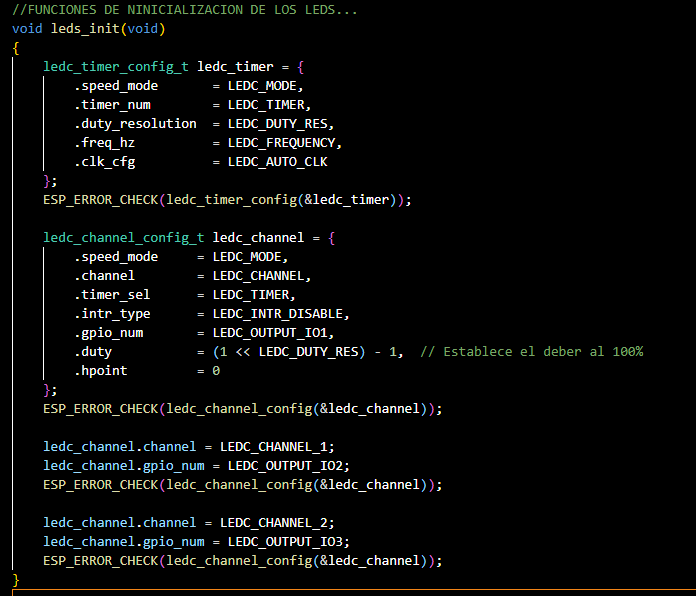 //FUNCIONES DE NINICIALIZACION DE LOS LEDS...
void leds_init(void)
{
    ledc_timer_config_t ledc_timer = {
        .speed_mode       = LEDC_MODE,
        .timer_num        = LEDC_TIMER,
        .duty_resolution  = LEDC_DUTY_RES,
        .freq_hz          = LEDC_FREQUENCY,
        .clk_cfg          = LEDC_AUTO_CLK
    };
    ESP_ERROR_CHECK(ledc_timer_config(&ledc_timer));

    ledc_channel_config_t ledc_channel = {
        .speed_mode     = LEDC_MODE,
        .channel        = LEDC_CHANNEL,
        .timer_sel      = LEDC_TIMER,
        .intr_type      = LEDC_INTR_DISABLE,
        .gpio_num       = LEDC_OUTPUT_IO1,
        .duty           = (1 << LEDC_DUTY_RES) - 1,  // Establece el deber al 100%
        .hpoint         = 0
    };
    ESP_ERROR_CHECK(ledc_channel_config(&ledc_channel));

    ledc_channel.channel = LEDC_CHANNEL_1;
    ledc_channel.gpio_num = LEDC_OUTPUT_IO2;
    ESP_ERROR_CHECK(ledc_channel_config(&ledc_channel));

    ledc_channel.channel = LEDC_CHANNEL_2;
    ledc_channel.gpio_num = LEDC_OUTPUT_IO3;
    ESP_ERROR_CHECK(ledc_channel_config(&ledc_channel));
}